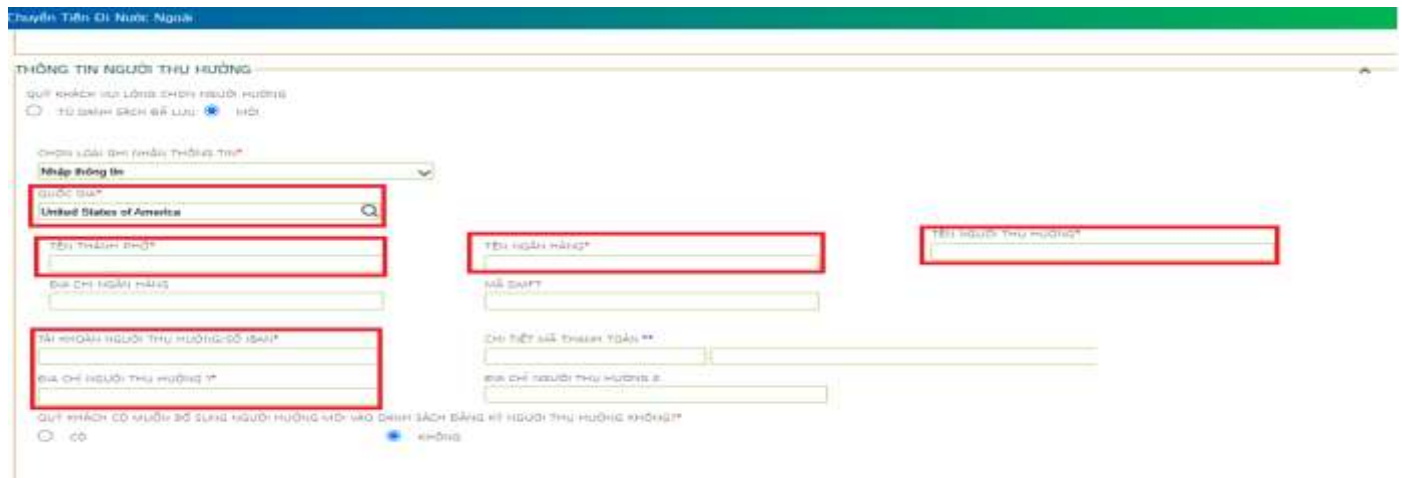 Chuyển Tiền Đi Nước Ngoài
THÔNG TIN NGƯỜI THỤ HƯỞNG
QUÝ KHÁCH VUI LÒNG CHỌN NGƯỜI HƯỞNG
TỪ DANH SÁCH ĐÃ LƯU MỚI
CHỌN LOẠI GHI NHẬN THÔNG TIN*
Nhập thông tin
QUỐC GIA*
United States of America
TÊN THÀNH PHỐ* TÊN NGÂN HÀNG* TÊN NGƯỜI THỤ HƯỞNG*
ĐỊA CHỈ NGÂN HÀNG MÃ SWIFT
TÀI KHOẢN NGƯỜI THỤ HƯỞNG/SỐ IBAN* CHI TIẾT MÃ THANH TOÁN **
ĐỊA CHỈ NGƯỜI THỤ HƯỞNG 1* ĐỊA CHỈ NGƯỜI THỤ HƯỞNG 2
QUÝ KHÁCH CÓ MUỐN BỔ SUNG NGƯỜI HƯỞNG MỚI VÀO DANH SÁCH ĐĂNG KÝ NGƯỜI THỤ HƯỞNG KHÔNG?*
CÓ KHÔNG